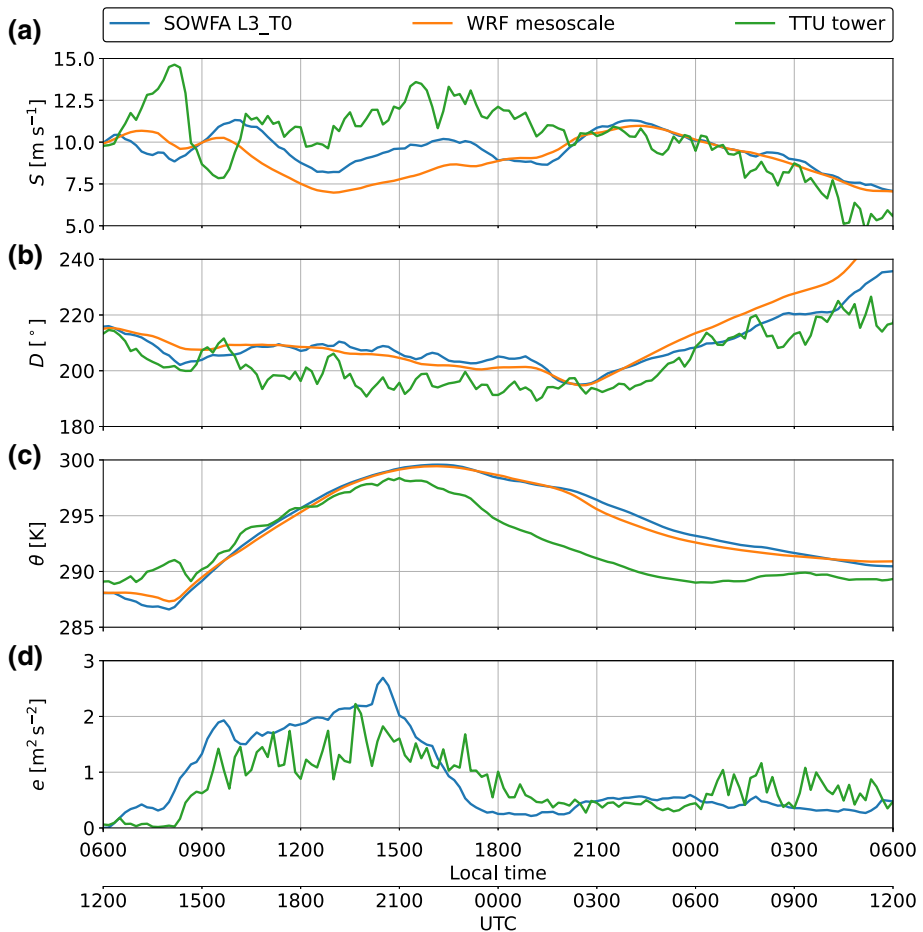 SOWFA L3_T0 WRF mesoscale TTU tower
(a)
15.0
12.5
10.0
7.5
5.0
S [m s⁻¹]
(b)
240
220
200
180
D [°]
(c)
300
295
290
285
θ [K]
(d)
3
2
1
0
e [m² s⁻²]
0600 0900 1200 1500 1800 2100 0000 0300 0600
Local time
1200 1500 1800 2100 0000 0300 0600 0900 1200
UTC